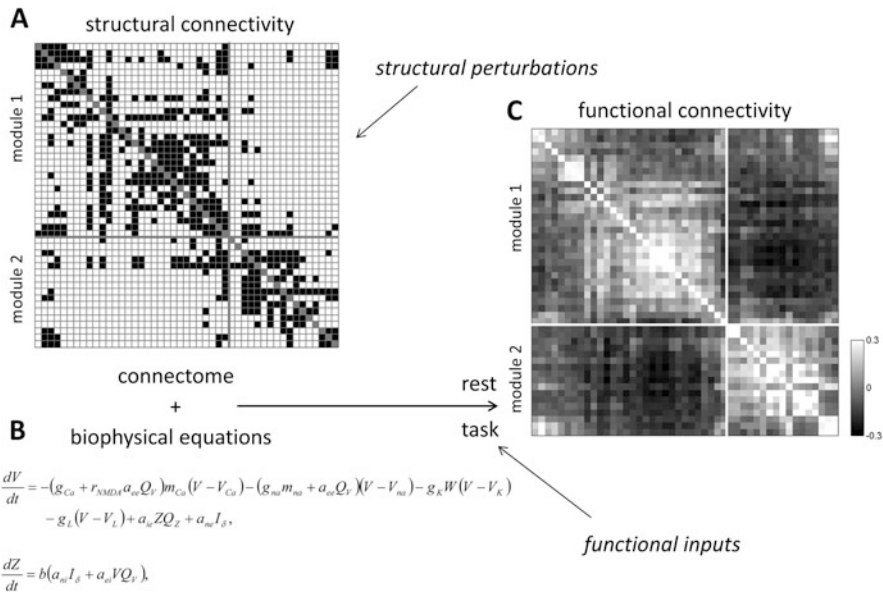 A
structural connectivity
module 1
module 2
structural perturbations
C
functional connectivity
module 1
module 2
0.3
0
-0.3
connectome
+
biophysical equations
rest
task
B
dV/dt = -(g_Ca + r_NMDA a_ee Q_V) m_Ca (V - V_Ca) - (g_na m_na + a_ee Q_V)(V - V_na) - g_K W(V - V_K)
- g_L (V - V_L) + a_ie Z Q_Z + a_ne I_δ,
dZ/dt = b(a_ni I_δ + a_ei V Q_V),
functional inputs